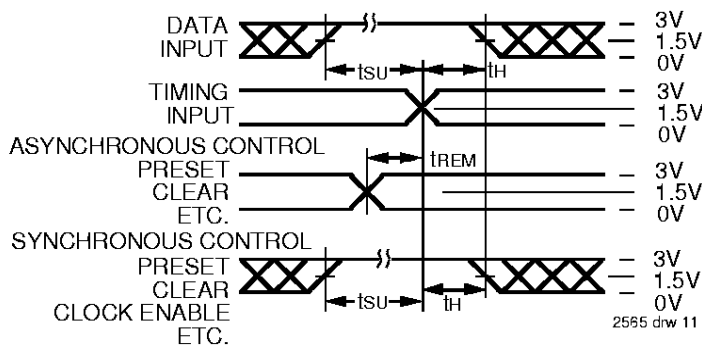 DATA
INPUT
3V
1.5V
0V
tSU
tH
TIMING
INPUT
3V
1.5V
0V
ASYNCHRONOUS CONTROL
PRESET
CLEAR
ETC.
tREM
3V
1.5V
0V
SYNCHRONOUS CONTROL
PRESET
CLEAR
CLOCK ENABLE
ETC.
tSU
tH
3V
1.5V
0V
2565 drw 11